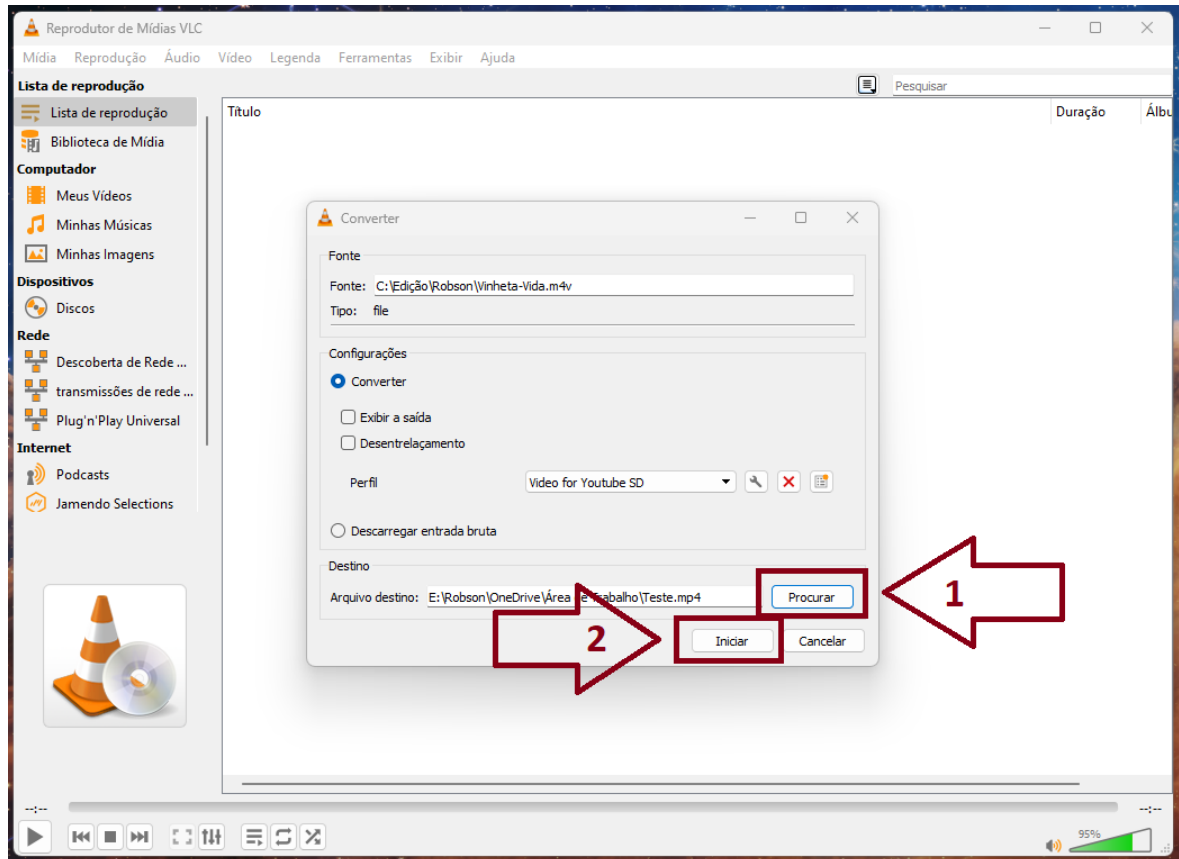 Reprodutor de Mídias VLC
Mídia Reprodução Áudio Vídeo Legenda Ferramentas Exibir Ajuda
Lista de reprodução
Pesquisar
Lista de reprodução
Título Duração Álbu
Biblioteca de Mídia
Computador
Meus Vídeos
Minhas Músicas
Minhas Imagens
Dispositivos
Discos
Rede
Descoberta de Rede ...
transmissões de rede ...
Plug'n'Play Universal
Internet
Podcasts
Jamendo Selections
Converter
Fonte
Fonte: C:\Edição\Robson\Vinheta-Vida.m4v
Tipo: file
Configurações
Converter
Exibir a saída
Desentrelaçamento
Perfil Video for Youtube SD
Descarregar entrada bruta
Destino
Arquivo destino: E:\Robson\OneDrive\Área de Trabalho\Teste.mp4 Procurar
1
2
Iniciar Cancelar
--:-- --:--
95%